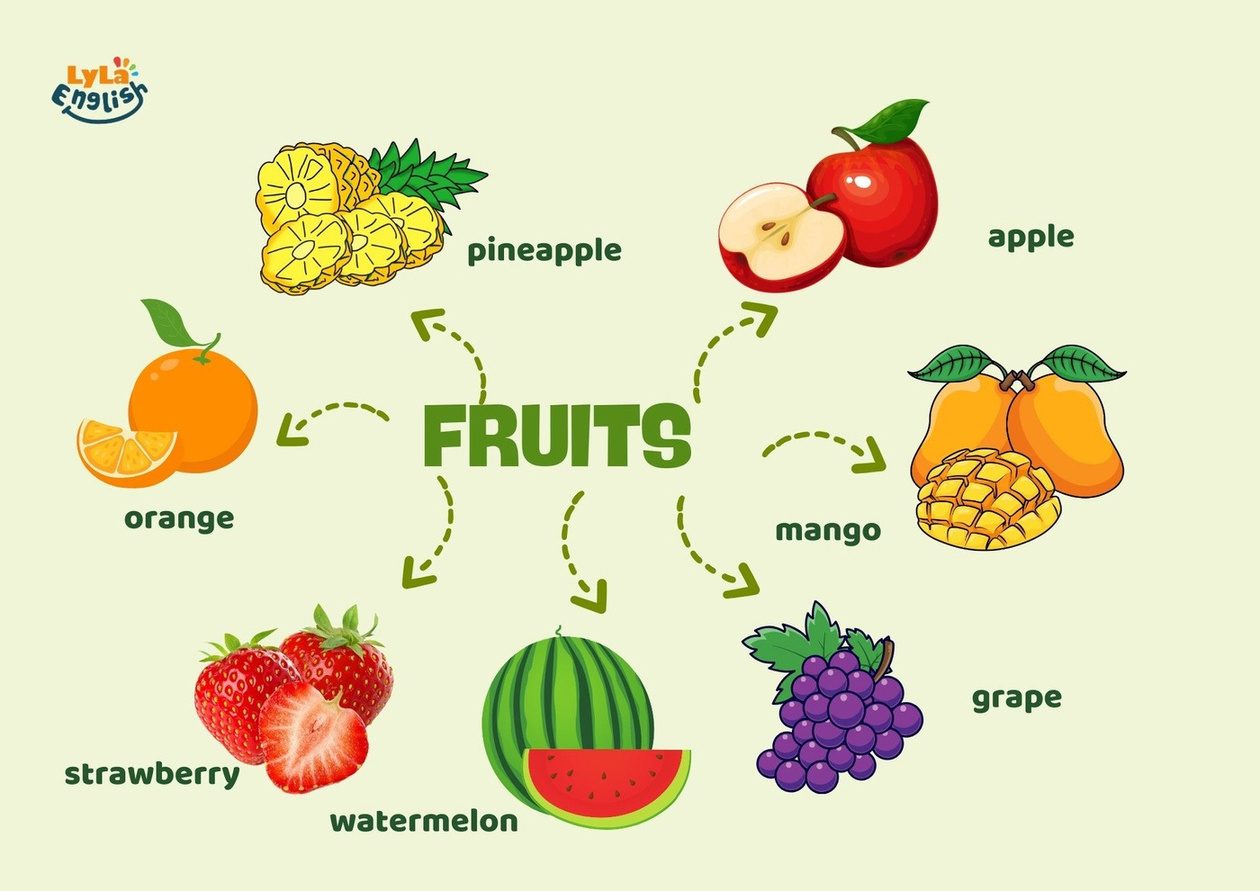 LyLa
English
pineapple
apple
FRUITS
orange
mango
strawberry
grape
watermelon